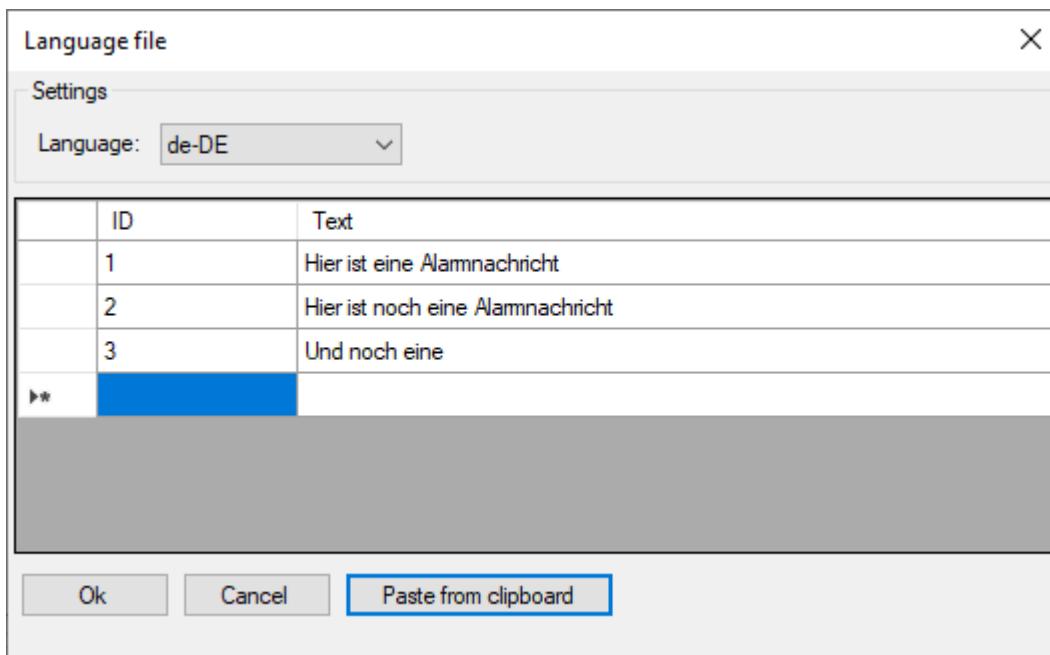 Language file
Settings
Language: de-DE
ID Text
1 Hier ist eine Alarmnachricht
2 Hier ist noch eine Alarmnachricht
3 Und noch eine
Ok Cancel Paste from clipboard